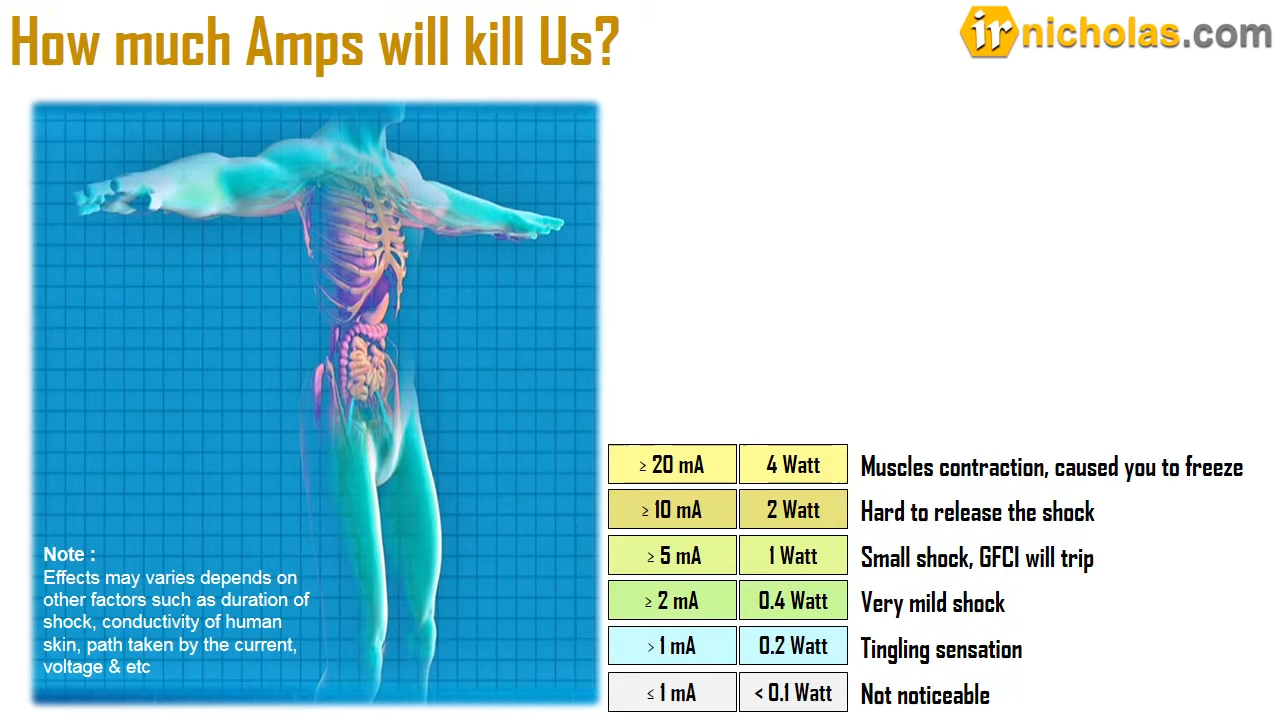 How much Amps will kill Us?
irnicholas.com
≥ 20 mA 4 Watt Muscles contraction, caused you to freeze
≥ 10 mA 2 Watt Hard to release the shock
≥ 5 mA 1 Watt Small shock, GFCI will trip
≥ 2 mA 0.4 Watt Very mild shock
> 1 mA 0.2 Watt Tingling sensation
≤ 1 mA < 0.1 Watt Not noticeable
Note :
Effects may varies depends on
other factors such as duration of
shock, conductivity of human
skin, path taken by the current,
voltage & etc